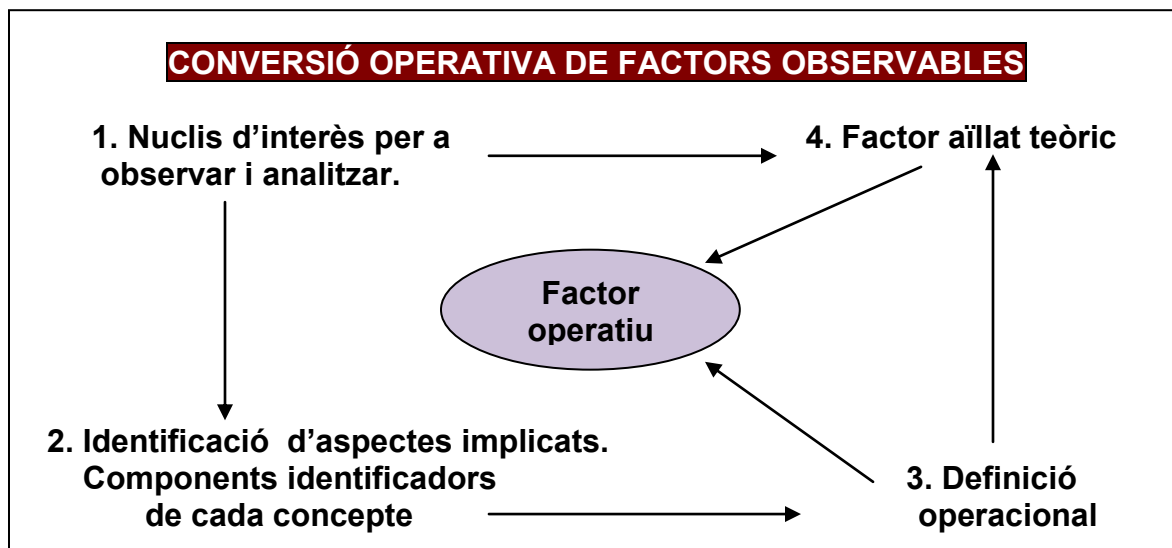 CONVERSIÓ OPERATIVA DE FACTORS OBSERVABLES
1. Nuclis d’interès per a
observar i analitzar.
4. Factor aïllat teòric
Factor
operatiu
2. Identificació d’aspectes implicats.
Components identificadors
de cada concepte
3. Definició
operacional